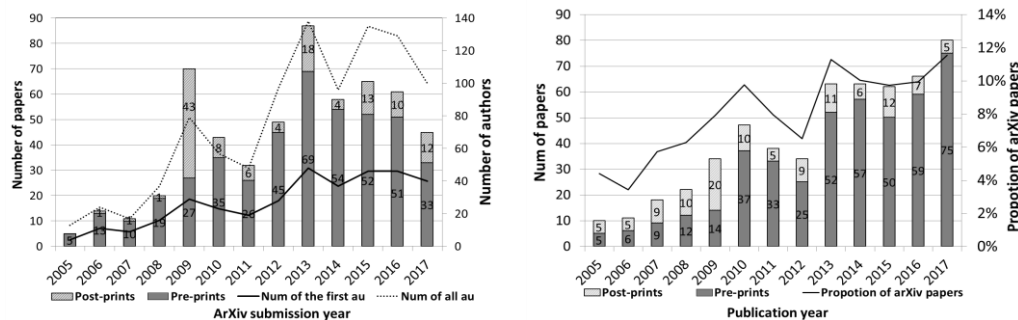 90 140
80 120
70 100
60 80
50 60
40 40
30 20
20 0
10
0
Number of papers
Number of authors
43 18 8 6 4 4 13 10 12
1 1 1
5 13 10 19 27 35 26 45 69 54 52 51 33
2005 2006 2007 2008 2009 2010 2011 2012 2013 2014 2015 2016 2017
Post-prints Pre-prints Num of the first au Num of all au
ArXiv submission year
90 14%
80 12%
70 10%
60 8%
50 6%
40 4%
30 2%
20 0%
10
0
Num of papers
Proportion of arXiv papers
5 5 9 10 20 10 5 9 11 6 12 7 5
5 6 9 12 14 37 33 25 52 57 50 59 75
2005 2006 2007 2008 2009 2010 2011 2012 2013 2014 2015 2016 2017
Post-prints Pre-prints Propotion of arXiv papers
Publication year